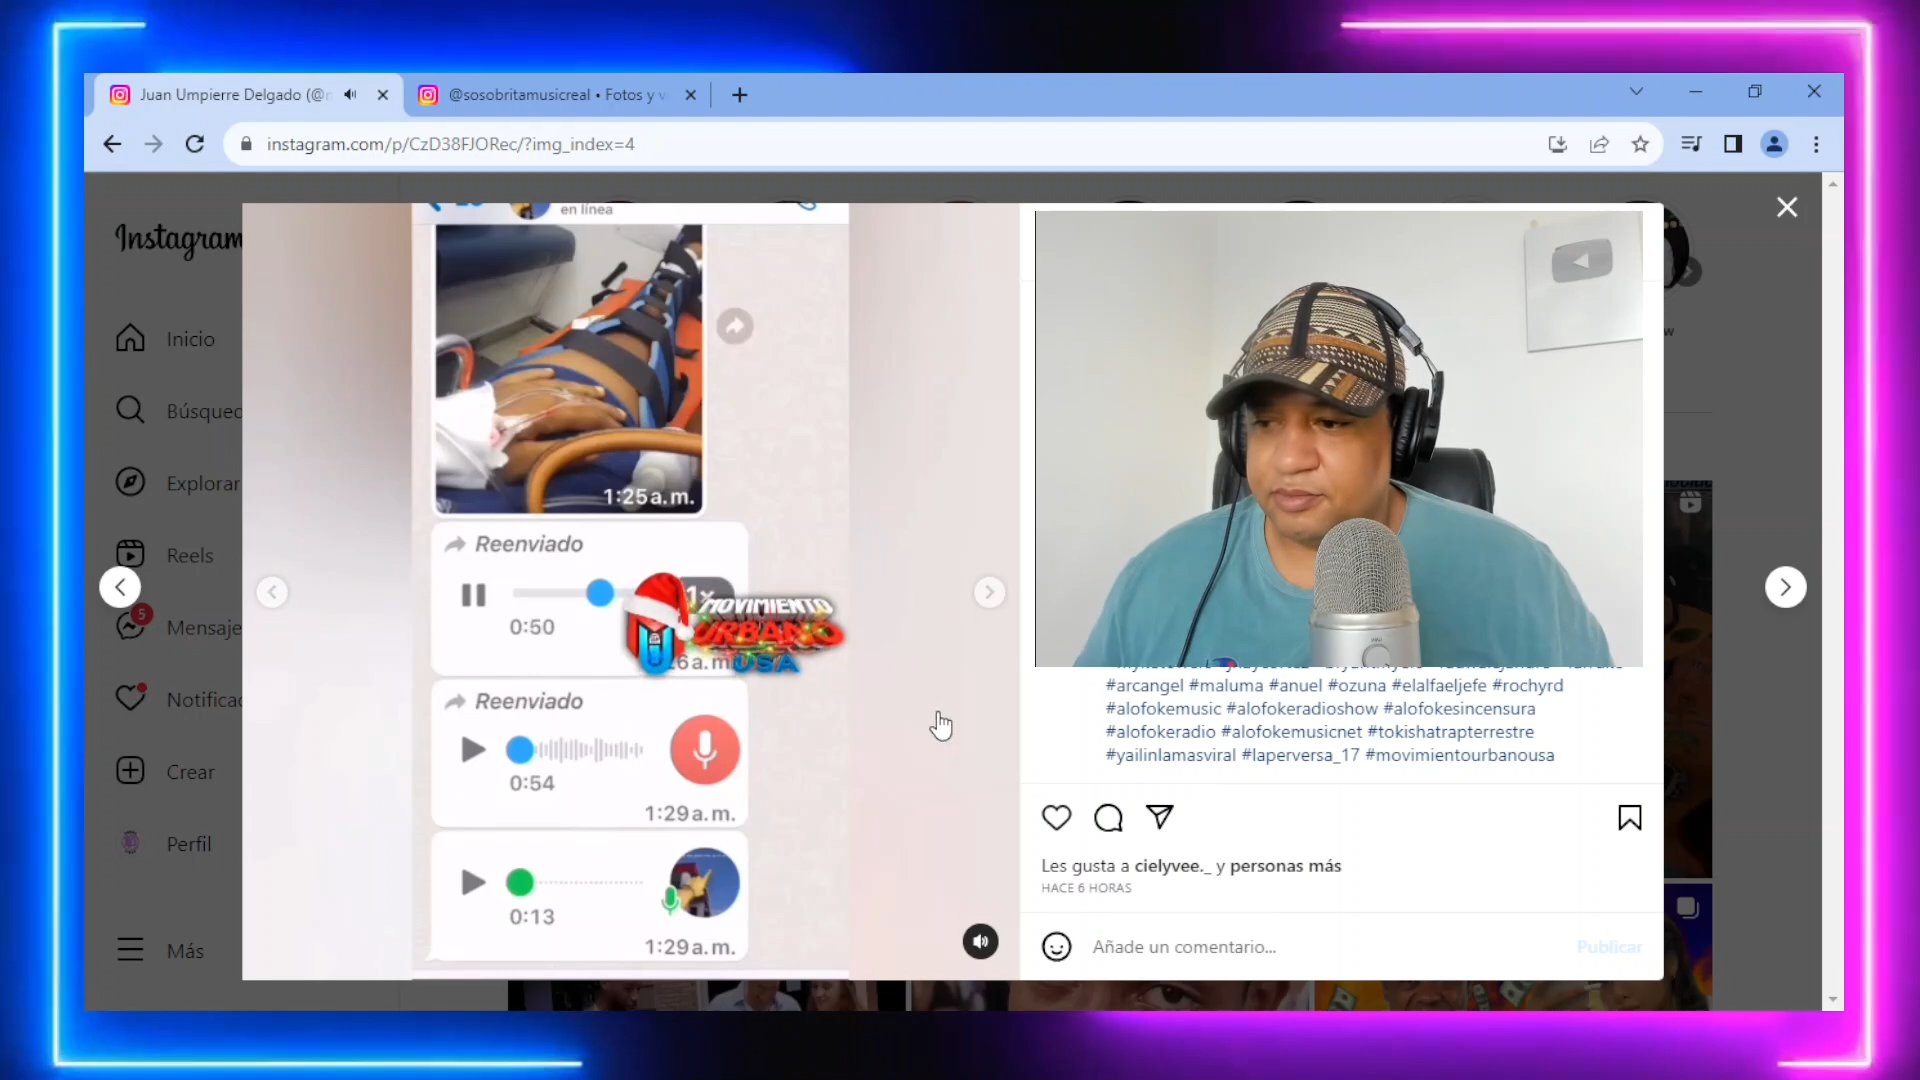 Juan Umpierre Delgado (@
@sosobritamusicreal • Fotos y v
instagram.com/p/CzD38FJORec/?img_index=4
Instagram
Inicio
Búsqued
Explorar
Reels
5
Mensaje
Notificac
Crear
Perfil
Más
en línea
1:25 a.m.
Reenviado
1x
0:50
6 a.m.
MOVIMIENTO
URBANO
USA
Reenviado
0:54
1:29 a.m.
0:13
1:29 a.m.
#arcangel #maluma #anuel #ozuna #elalfaeljefe #rochyrd
#alofokemusic #alofokeradioshow #alofokesincensura
#alofokeradio #alofokemusicnet #tokishatrapterrestre
#yailinlamasviral #laperversa_17 #movimientourbanousa
Les gusta a cielyvee._ y personas más
HACE 6 HORAS
Añade un comentario...
Publicar